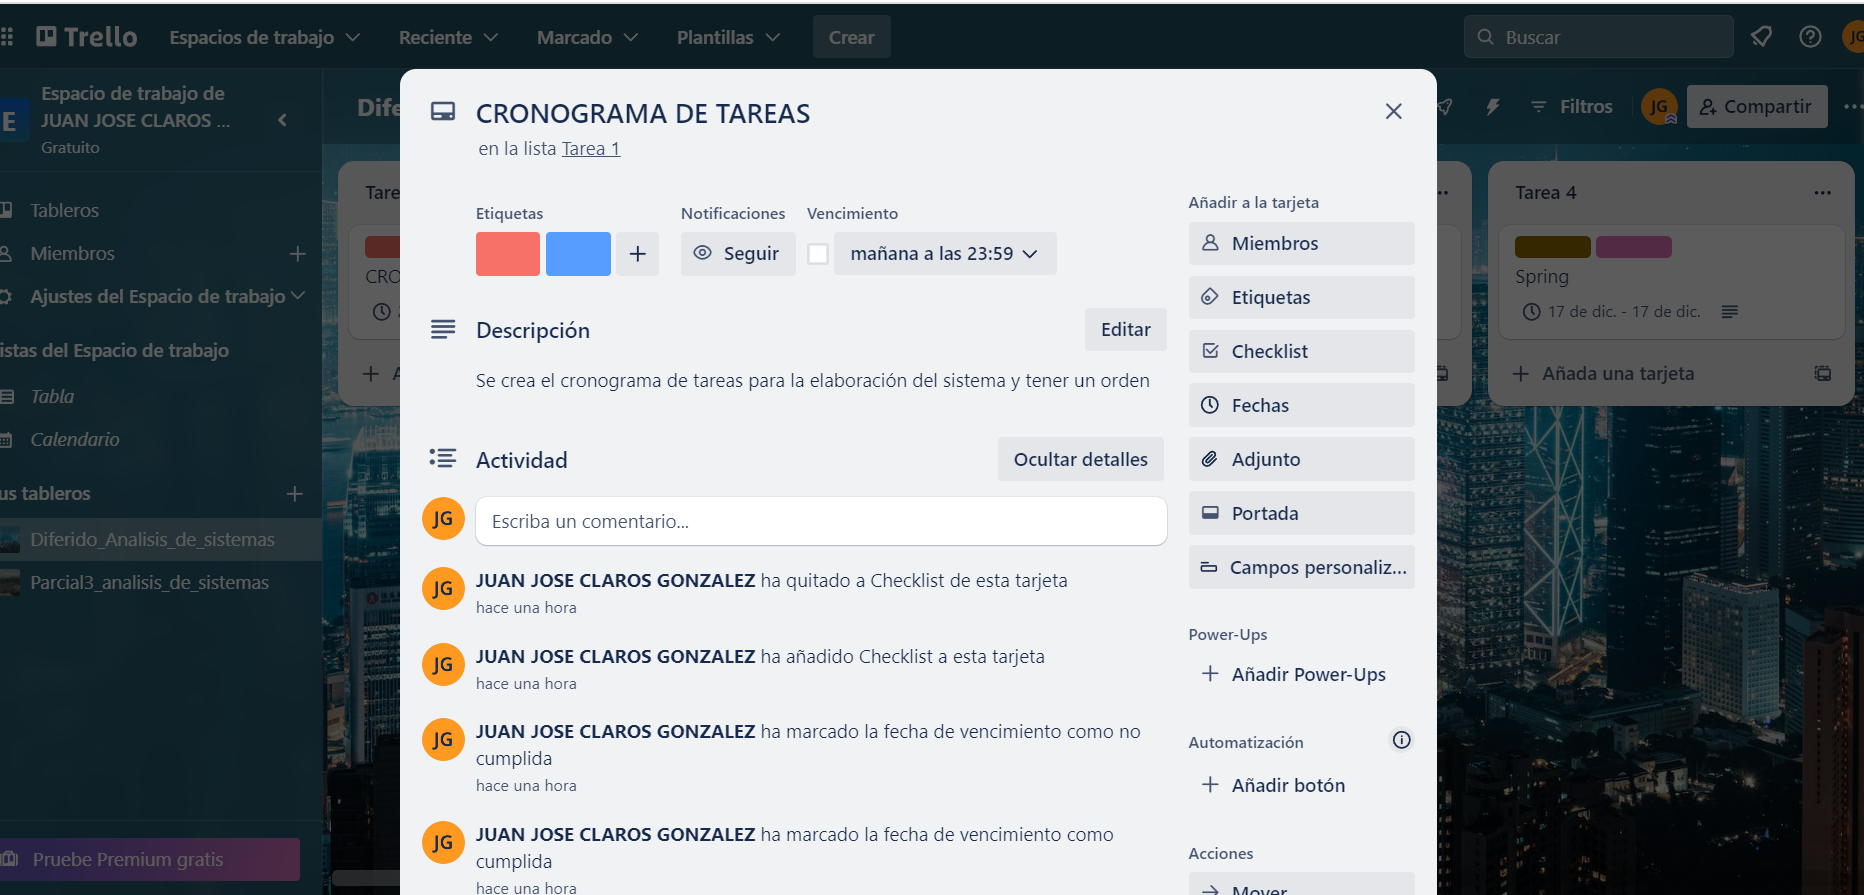 Trello
Espacios de trabajo
Reciente
Marcado
Plantillas
Crear
Buscar
JG
E
Espacio de trabajo de
JUAN JOSE CLAROS ...
Gratuito
Tableros
Miembros
Ajustes del Espacio de trabajo
istas del Espacio de trabajo
Tabla
Calendario
us tableros
Diferido_Analisis_de_sistemas
Parcial3_analisis_de_sistemas
Pruebe Premium gratis
Dife
Filtros
JG
Compartir
Tare
CRO
A
CRONOGRAMA DE TAREAS
en la lista Tarea 1
Etiquetas
Notificaciones
Vencimiento
Seguir
mañana a las 23:59
Descripción
Editar
Se crea el cronograma de tareas para la elaboración del sistema y tener un orden
Actividad
Ocultar detalles
JG
Escriba un comentario...
JG
JUAN JOSE CLAROS GONZALEZ ha quitado a Checklist de esta tarjeta
hace una hora
JG
JUAN JOSE CLAROS GONZALEZ ha añadido Checklist a esta tarjeta
hace una hora
JG
JUAN JOSE CLAROS GONZALEZ ha marcado la fecha de vencimiento como no
cumplida
hace una hora
JG
JUAN JOSE CLAROS GONZALEZ ha marcado la fecha de vencimiento como
cumplida
hace una hora
Añadir a la tarjeta
Miembros
Etiquetas
Checklist
Fechas
Adjunto
Portada
Campos personaliz...
Power-Ups
Añadir Power-Ups
Automatización
Añadir botón
Acciones
Mover
Tarea 4
Spring
17 de dic. - 17 de dic.
Añada una tarjeta